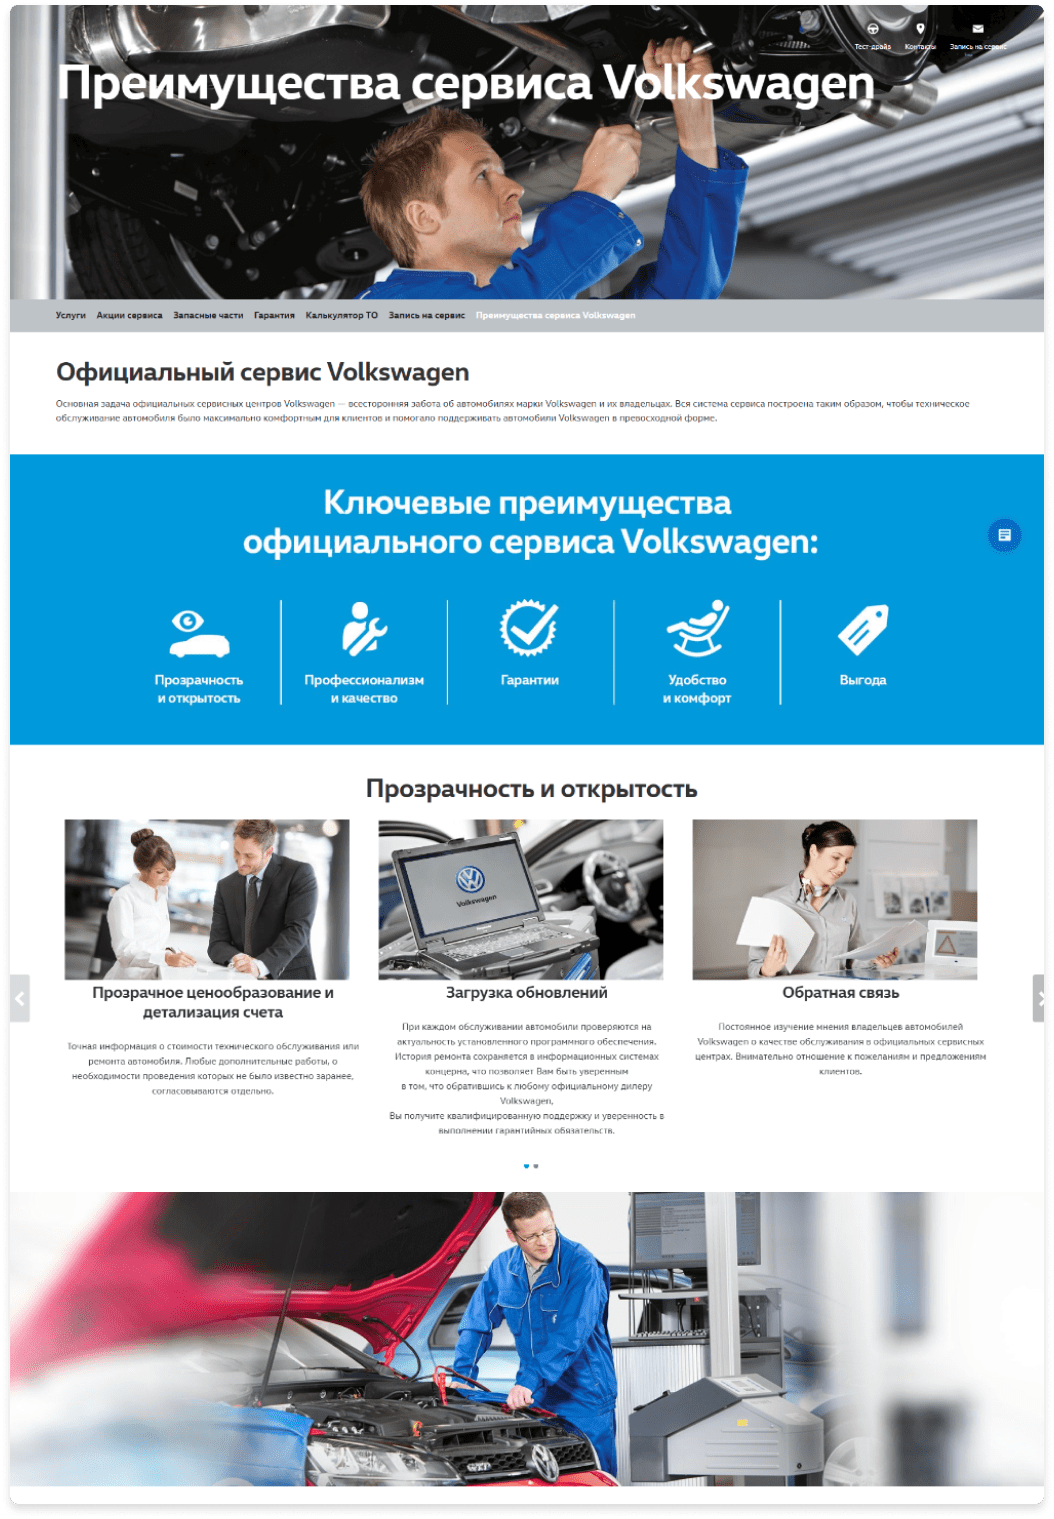 Тест-драйв Контакты Запись на сервис
Преимущества сервиса Volkswagen
Услуги Акции сервиса Запасные части Гарантия Калькулятор ТО Запись на сервис Преимущества сервиса Volkswagen
Официальный сервис Volkswagen
Основная задача официальных сервисных центров Volkswagen — всесторонняя забота об автомобилях марки Volkswagen и их владельцах. Вся система сервиса построена таким образом, чтобы техническое
обслуживание автомобиля было максимально комфортным для клиентов и помогало поддерживать автомобили Volkswagen в превосходной форме.
Ключевые преимущества
официального сервиса Volkswagen:
Прозрачность
и открытость
Профессионализм
и качество
Гарантии
Удобство
и комфорт
Выгода
Прозрачность и открытость
Volkswagen
Прозрачное ценообразование и
детализация счета
Точная информация о стоимости технического обслуживания или
ремонта автомобиля. Любые дополнительные работы, о
необходимости проведения которых не было известно заранее,
согласовываются отдельно.
Загрузка обновлений
При каждом обслуживании автомобили проверяются на
актуальность установленного программного обеспечения.
История ремонта сохраняется в информационных системах
концерна, что позволяет Вам быть уверенным
в том, что обратившись к любому официальному дилеру
Volkswagen,
Вы получите квалифицированную поддержку и уверенность в
выполнении гарантийных обязательств.
Обратная связь
Постоянное изучение мнения владельцев автомобилей
Volkswagen о качестве обслуживания в официальных сервисных
центрах. Внимательно отношение к пожеланиям и предложениям
клиентов.